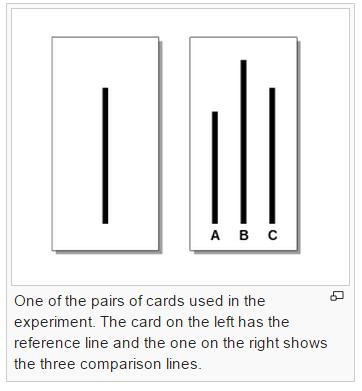 A B C
One of the pairs of cards used in the
experiment. The card on the left has the
reference line and the one on the right shows
the three comparison lines.